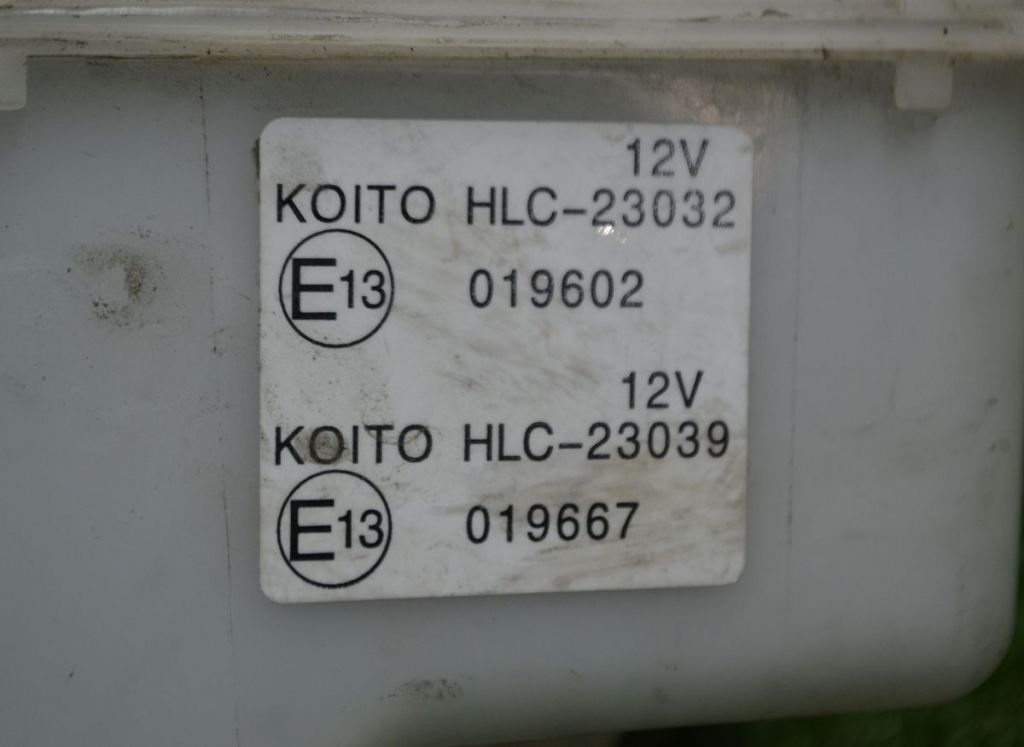 12V
KOITO HLC-23032
E13 019602
12V
KOITO HLC-23039
E13 019667